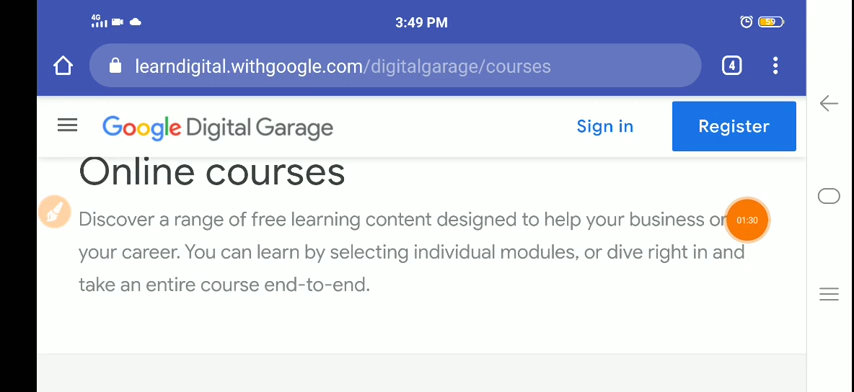 4G 3:49 PM 59
learndigital.withgoogle.com/digitalgarage/courses 4
Google Digital Garage Sign in Register
Online courses
Discover a range of free learning content designed to help your business or
01:30
your career. You can learn by selecting individual modules, or dive right in and
take an entire course end-to-end.